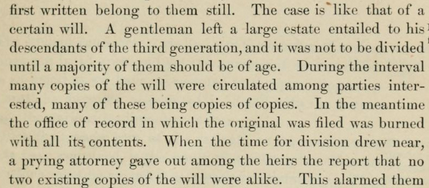 first written belong to them still. The case is like that of a
certain will. A gentleman left a large estate entailed to his
descendants of the third generation, and it was not to be divided
until a majority of them should be of age. During the interval
many copies of the will were circulated among parties inter-
ested, many of these being copies of copies. In the meantime
the office of record in which the original was filed was burned
with all its contents. When the time for division drew near,
a prying attorney gave out among the heirs the report that no
two existing copies of the will were alike. This alarmed them